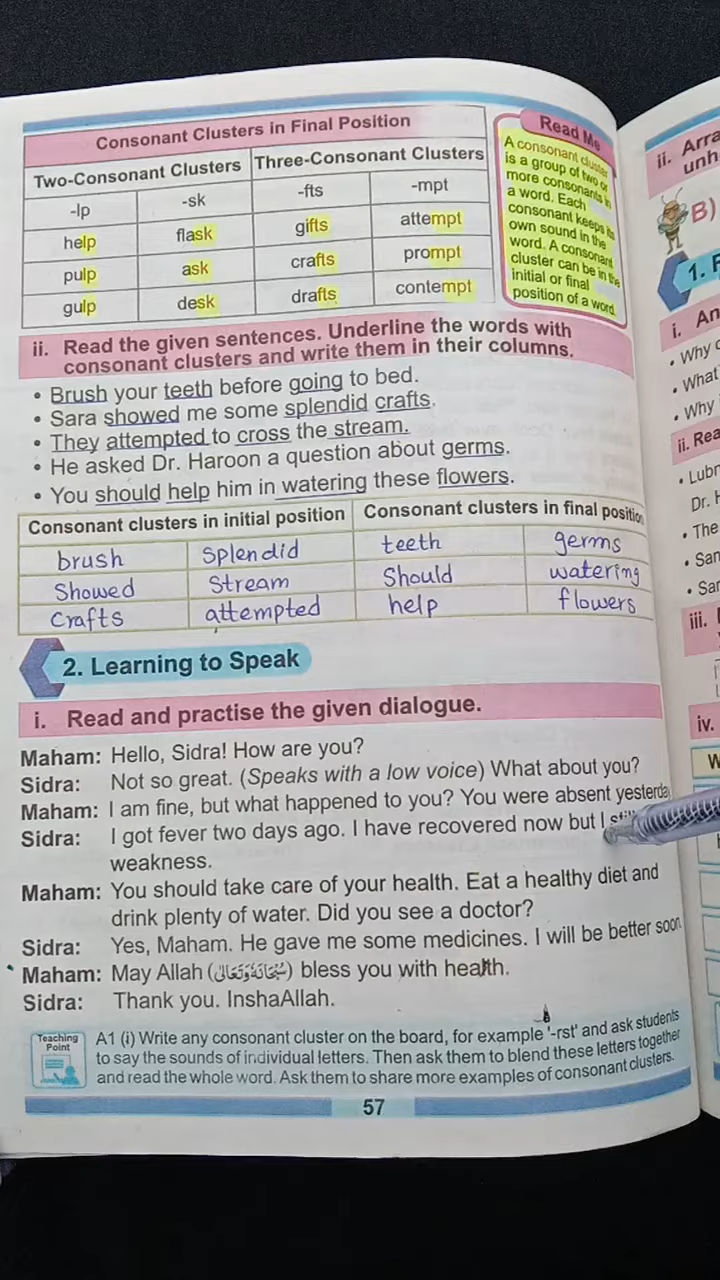 Consonant Clusters in Final Position
Two-Consonant Clusters Three-Consonant Clusters
-lp -sk -fts -mpt
help flask gifts attempt
pulp ask crafts prompt
gulp desk drafts contempt
Read Me
A consonant cluster
is a group of two or
more consonants in
a word. Each
consonant keeps its
own sound in the
word. A consonant
cluster can be in the
initial or final
position of a word.
ii. Read the given sentences. Underline the words with
consonant clusters and write them in their columns.
• Brush your teeth before going to bed.
• Sara showed me some splendid crafts.
• They attempted to cross the stream.
• He asked Dr. Haroon a question about germs.
• You should help him in watering these flowers.
Consonant clusters in initial position Consonant clusters in final position
brush Splendid teeth germs
Showed Stream Should watering
Crafts attempted help flowers
2. Learning to Speak
i. Read and practise the given dialogue.
Maham: Hello, Sidra! How are you?
Sidra: Not so great. (Speaks with a low voice) What about you?
Maham: I am fine, but what happened to you? You were absent yesterda
Sidra: I got fever two days ago. I have recovered now but I
weakness.
Maham: You should take care of your health. Eat a healthy diet and
drink plenty of water. Did you see a doctor?
Sidra: Yes, Maham. He gave me some medicines. I will be better soon
Maham: May Allah (سُبْحَانَهُ وَتَعَالٰى) bless you with health.
Sidra: Thank you. InshaAllah.
Teaching
Point
A1 (i) Write any consonant cluster on the board, for example '-rst' and ask students
to say the sounds of individual letters. Then ask them to blend these letters together
and read the whole word. Ask them to share more examples of consonant clusters.
57
ii. Arra
unh
B)
1.
i. An
• Why
• What
• Why
ii. Rea
• Lubn
Dr.
• The
• San
• Sar
iii.
iv.
W